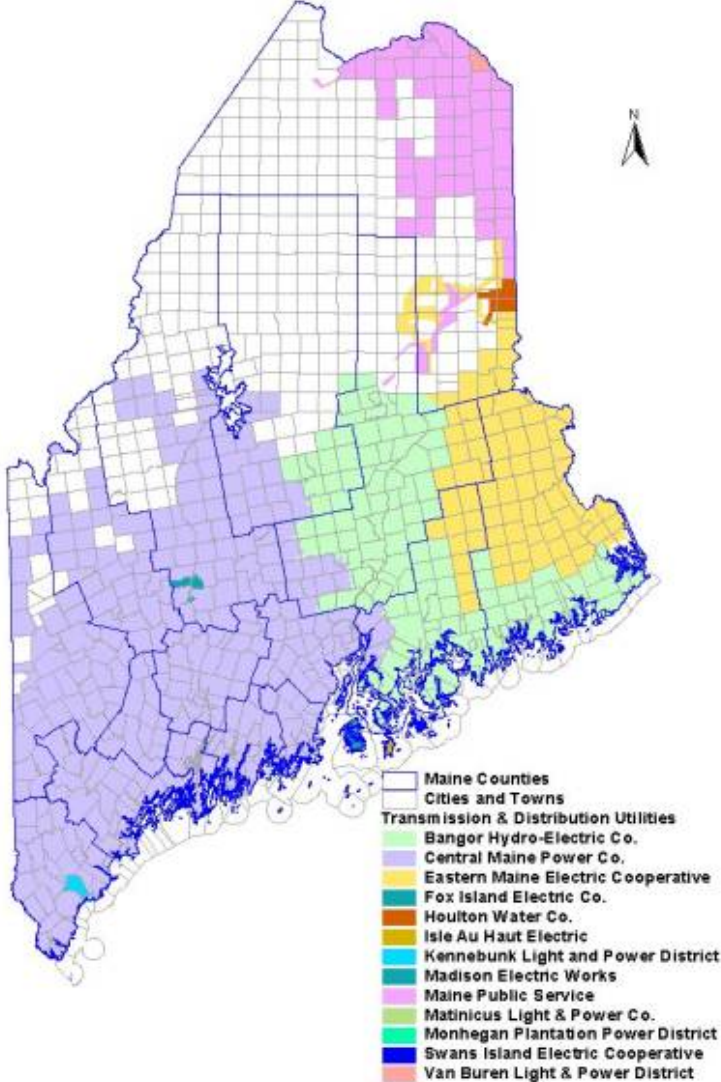 N
Maine Counties
Cities and Towns
Transmission & Distribution Utilities
Bangor Hydro-Electric Co.
Central Maine Power Co.
Eastern Maine Electric Cooperative
Fox Island Electric Co.
Houlton Water Co.
Isle Au Haut Electric
Kennebunk Light and Power District
Madison Electric Works
Maine Public Service
Matinicus Light & Power Co.
Monhegan Plantation Power District
Swans Island Electric Cooperative
Van Buren Light & Power District